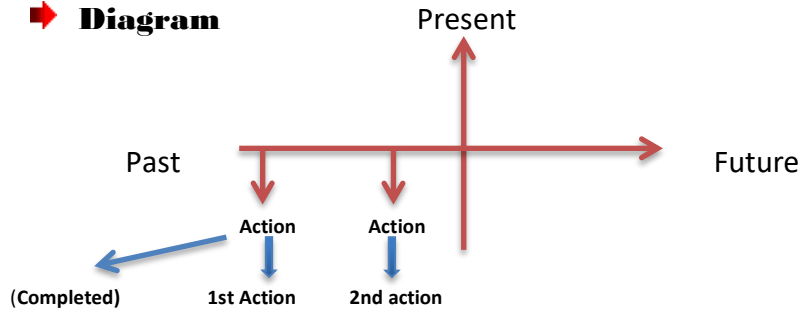 Diagram
Present
Past
Future
Action
Action
(Completed)
1st Action
2nd action